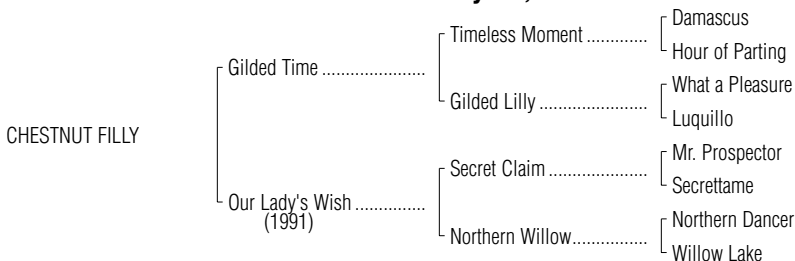 Damascus
Timeless Moment .............
Hour of Parting
Gilded Time ......................
What a Pleasure
Gilded Lilly .......................
Luquillo
CHESTNUT FILLY
Mr. Prospector
Secret Claim .....................
Secrettame
Our Lady's Wish ...............
(1991)
Northern Dancer
Northern Willow................
Willow Lake